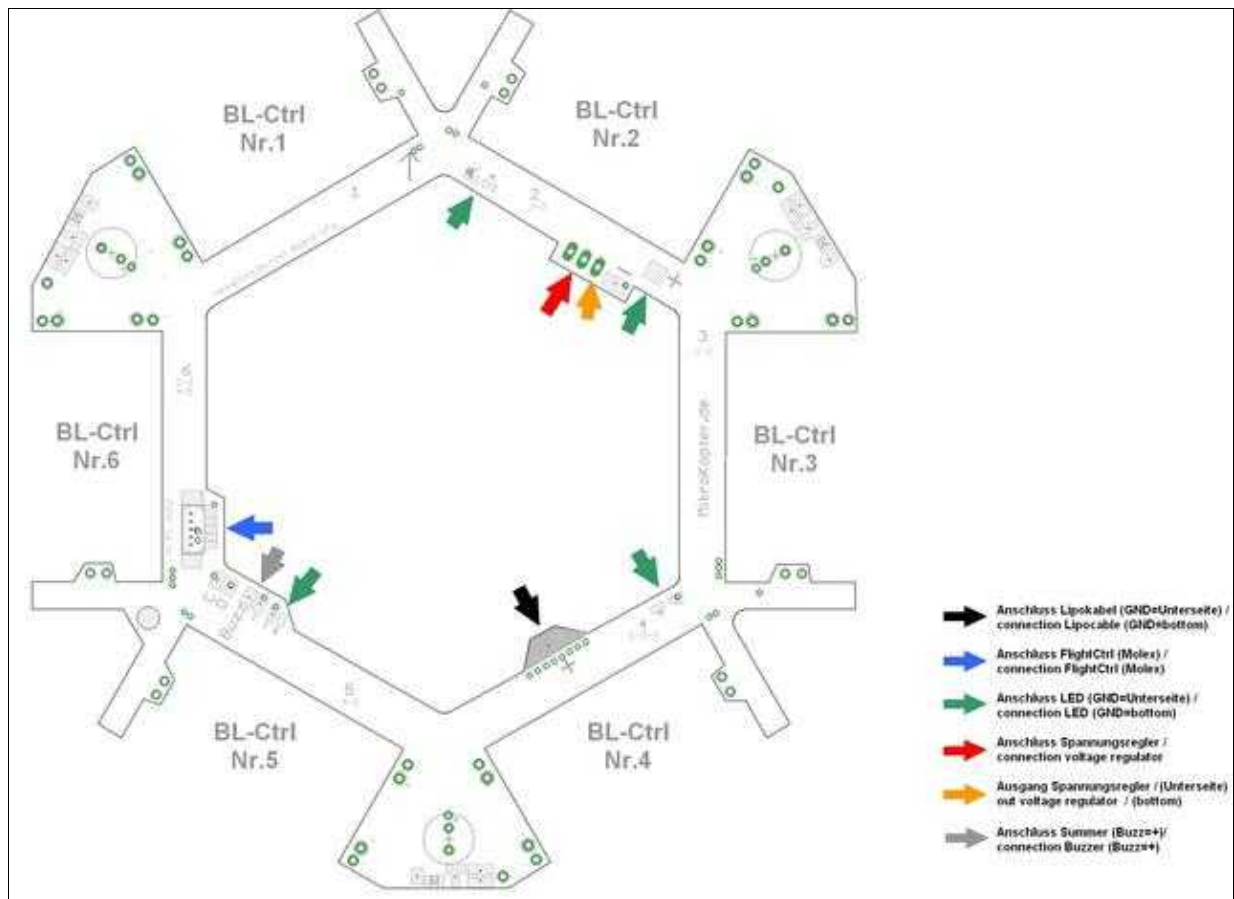 BL-Ctrl
Nr.1
BL-Ctrl
Nr.2
BL-Ctrl
Nr.6
BL-Ctrl
Nr.3
MikroKopter.de
Buzzer
BL-Ctrl
Nr.5
BL-Ctrl
Nr.4
Anschluss Lipokabel (GND=Unterseite) /
connection Lipocable (GND=bottom)
Anschluss FlightCtrl (Molex) /
connection FlightCtrl (Molex)
Anschluss LED (GND=Unterseite) /
connection LED (GND=bottom)
Anschluss Spannungsregler /
connection voltage regulator
Ausgang Spannungsregler / (Unterseite)
out voltage regulator / (bottom)
Anschluss Summer (Buzz=+)/
connection Buzzer (Buzz=+)